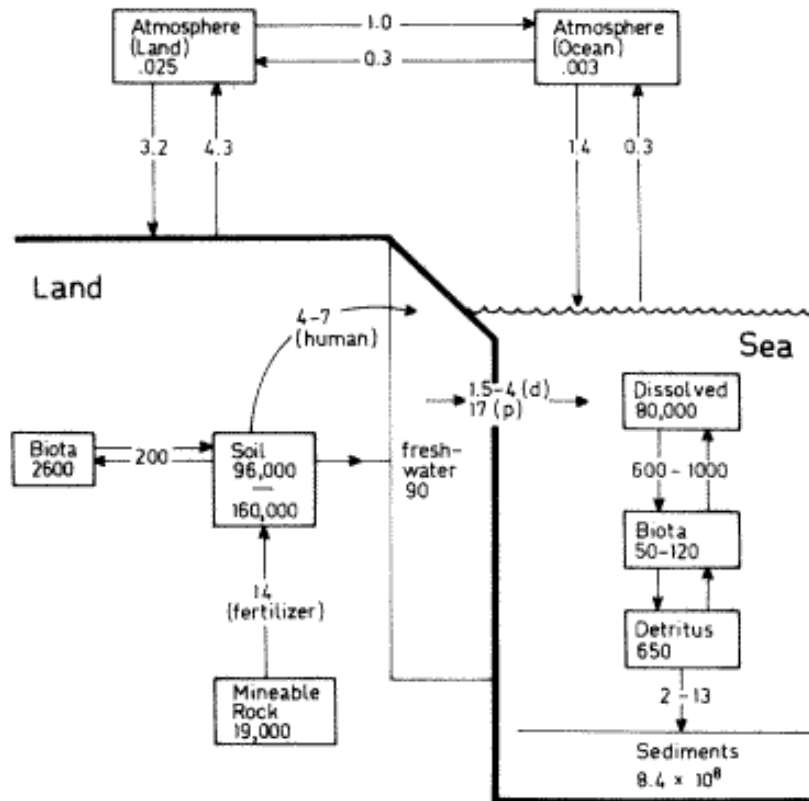 Atmosphere
(Land)
.025
1.0
0.3
Atmosphere
(Ocean)
.003
3.2
4.3
1.4
0.3
Land
Sea
4-7
(human)
1.5-4 (d)
17 (p)
Dissolved
80,000
Biota
2600
200
Soil
96,000
—
160,000
fresh-
water
90
600-1000
Biota
50-120
14
(fertilizer)
Detritus
650
Mineable
Rock
19,000
2-13
Sediments
8.4 × 10⁸